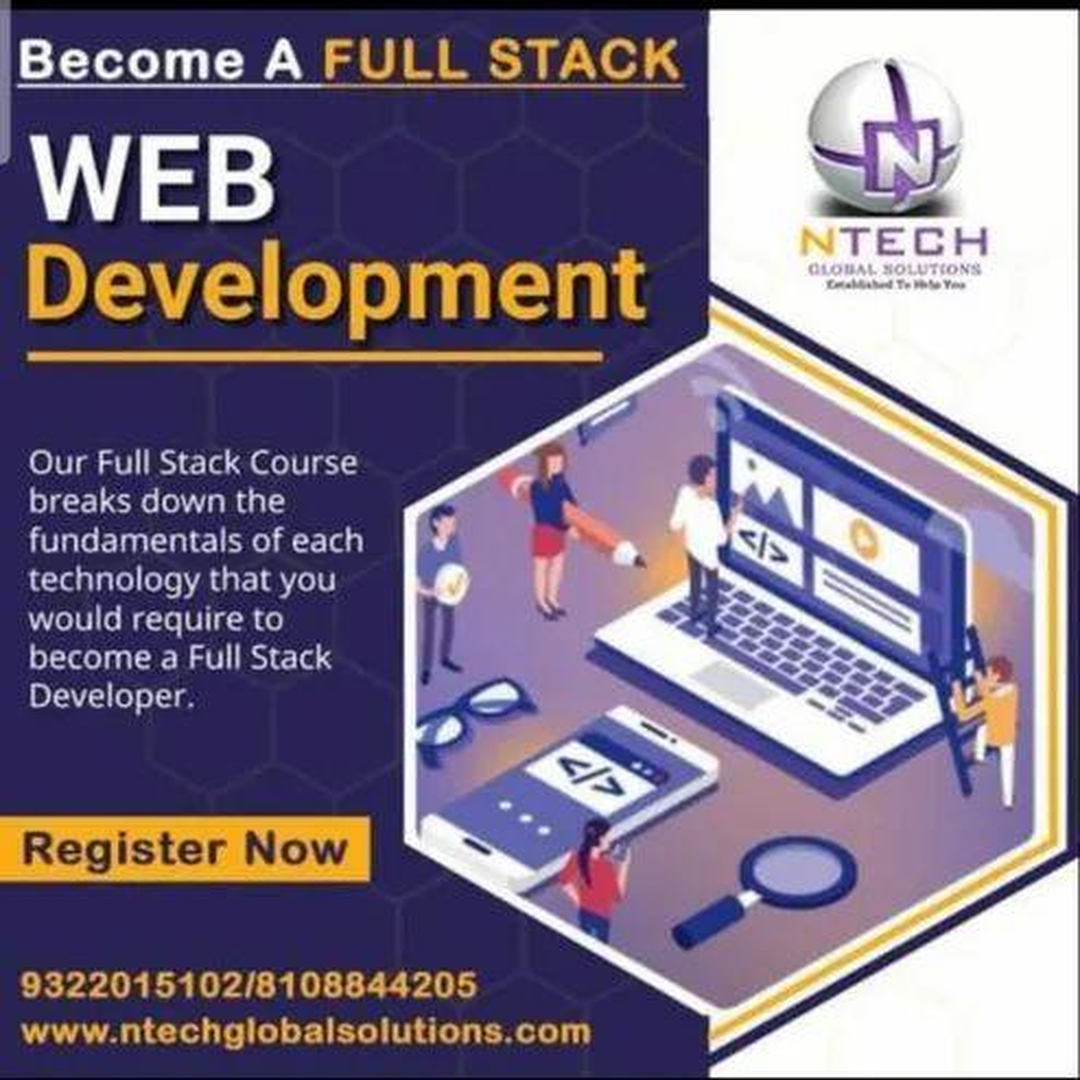 Become A FULL STACK
WEB
Development
N
NTECH
GLOBAL SOLUTIONS
Established To Help You
Our Full Stack Course
breaks down the
fundamentals of each
technology that you
would require to
become a Full Stack
Developer.
</>
</>
Register Now
9322015102/8108844205
www.ntechglobalsolutions.com